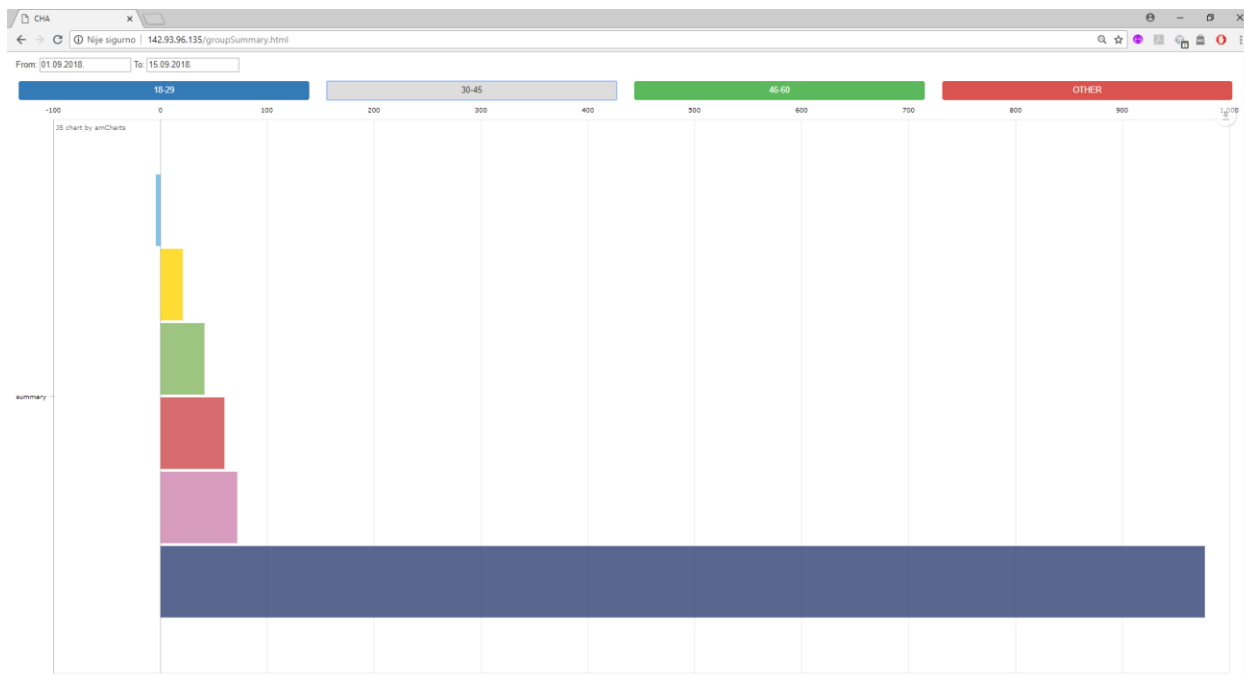 CHA
Nije sigurno | 142.93.96.135/groupSummary.html
From: 01.09.2018. To: 15.09.2018.
18-29 30-45 46-60 OTHER
-100 0 100 200 300 400 500 600 700 800 900 1,000
JS chart by amCharts
summary